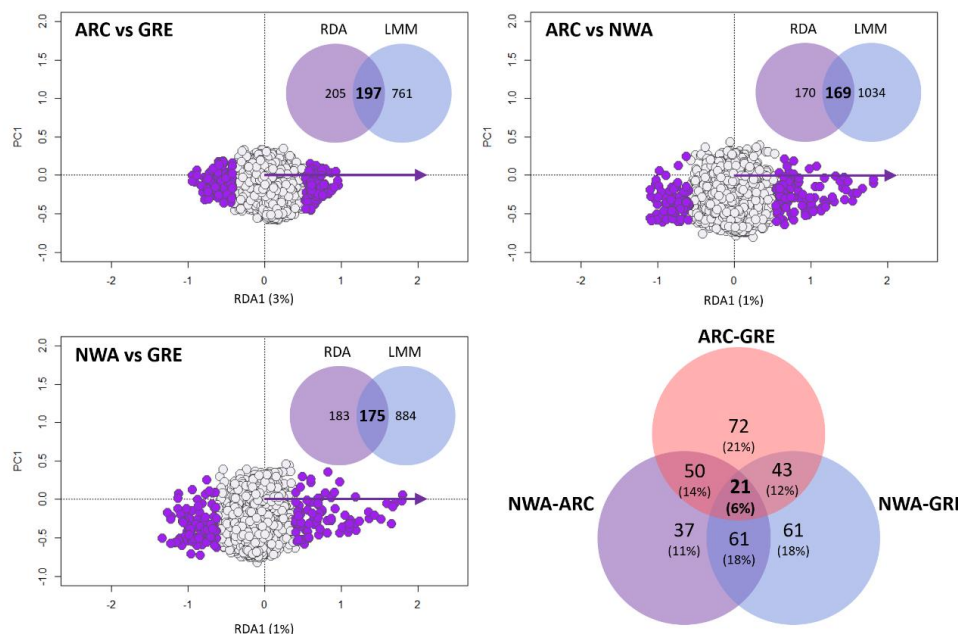 ARC vs GRE
RDA LMM
205 197 761
2.0
1.5
1.0
0.5
0.0
-0.5
-1.0
PC1
-1 0 1 2
RDA1 (3%)
ARC vs NWA
RDA LMM
170 169 1034
2.0
1.5
1.0
0.5
0.0
-0.5
-1.0
PC1
-1 0 1 2
RDA1 (1%)
NWA vs GRE
RDA LMM
183 175 884
2.0
1.5
1.0
0.5
0.0
-0.5
-1.0
PC1
-1 0 1 2
RDA1 (1%)
ARC-GRE
72
(21%)
50 43
(14%) (12%)
21
(6%)
NWA-ARC NWA-GRE
37 61 61
(11%) (18%) (18%)